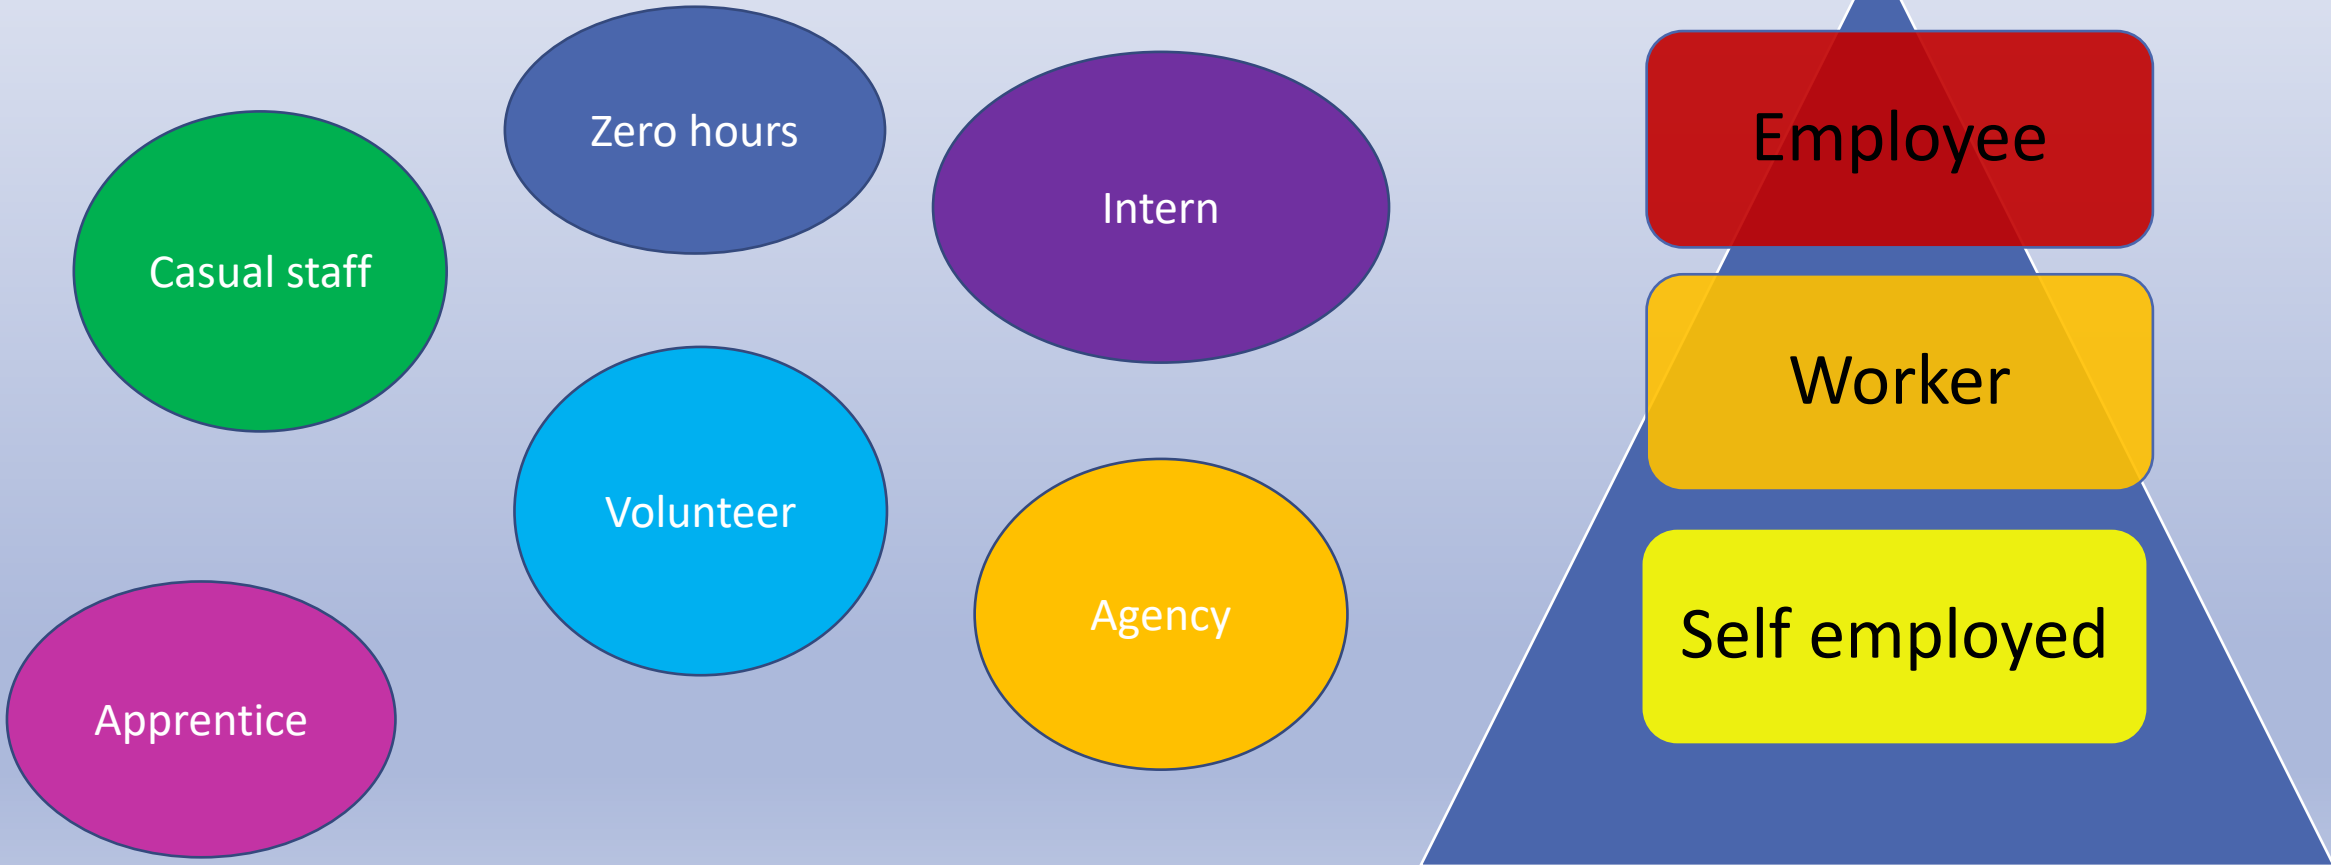 Zero hours
Intern
Casual staff
Volunteer
Agency
Apprentice
Employee
Worker
Self employed